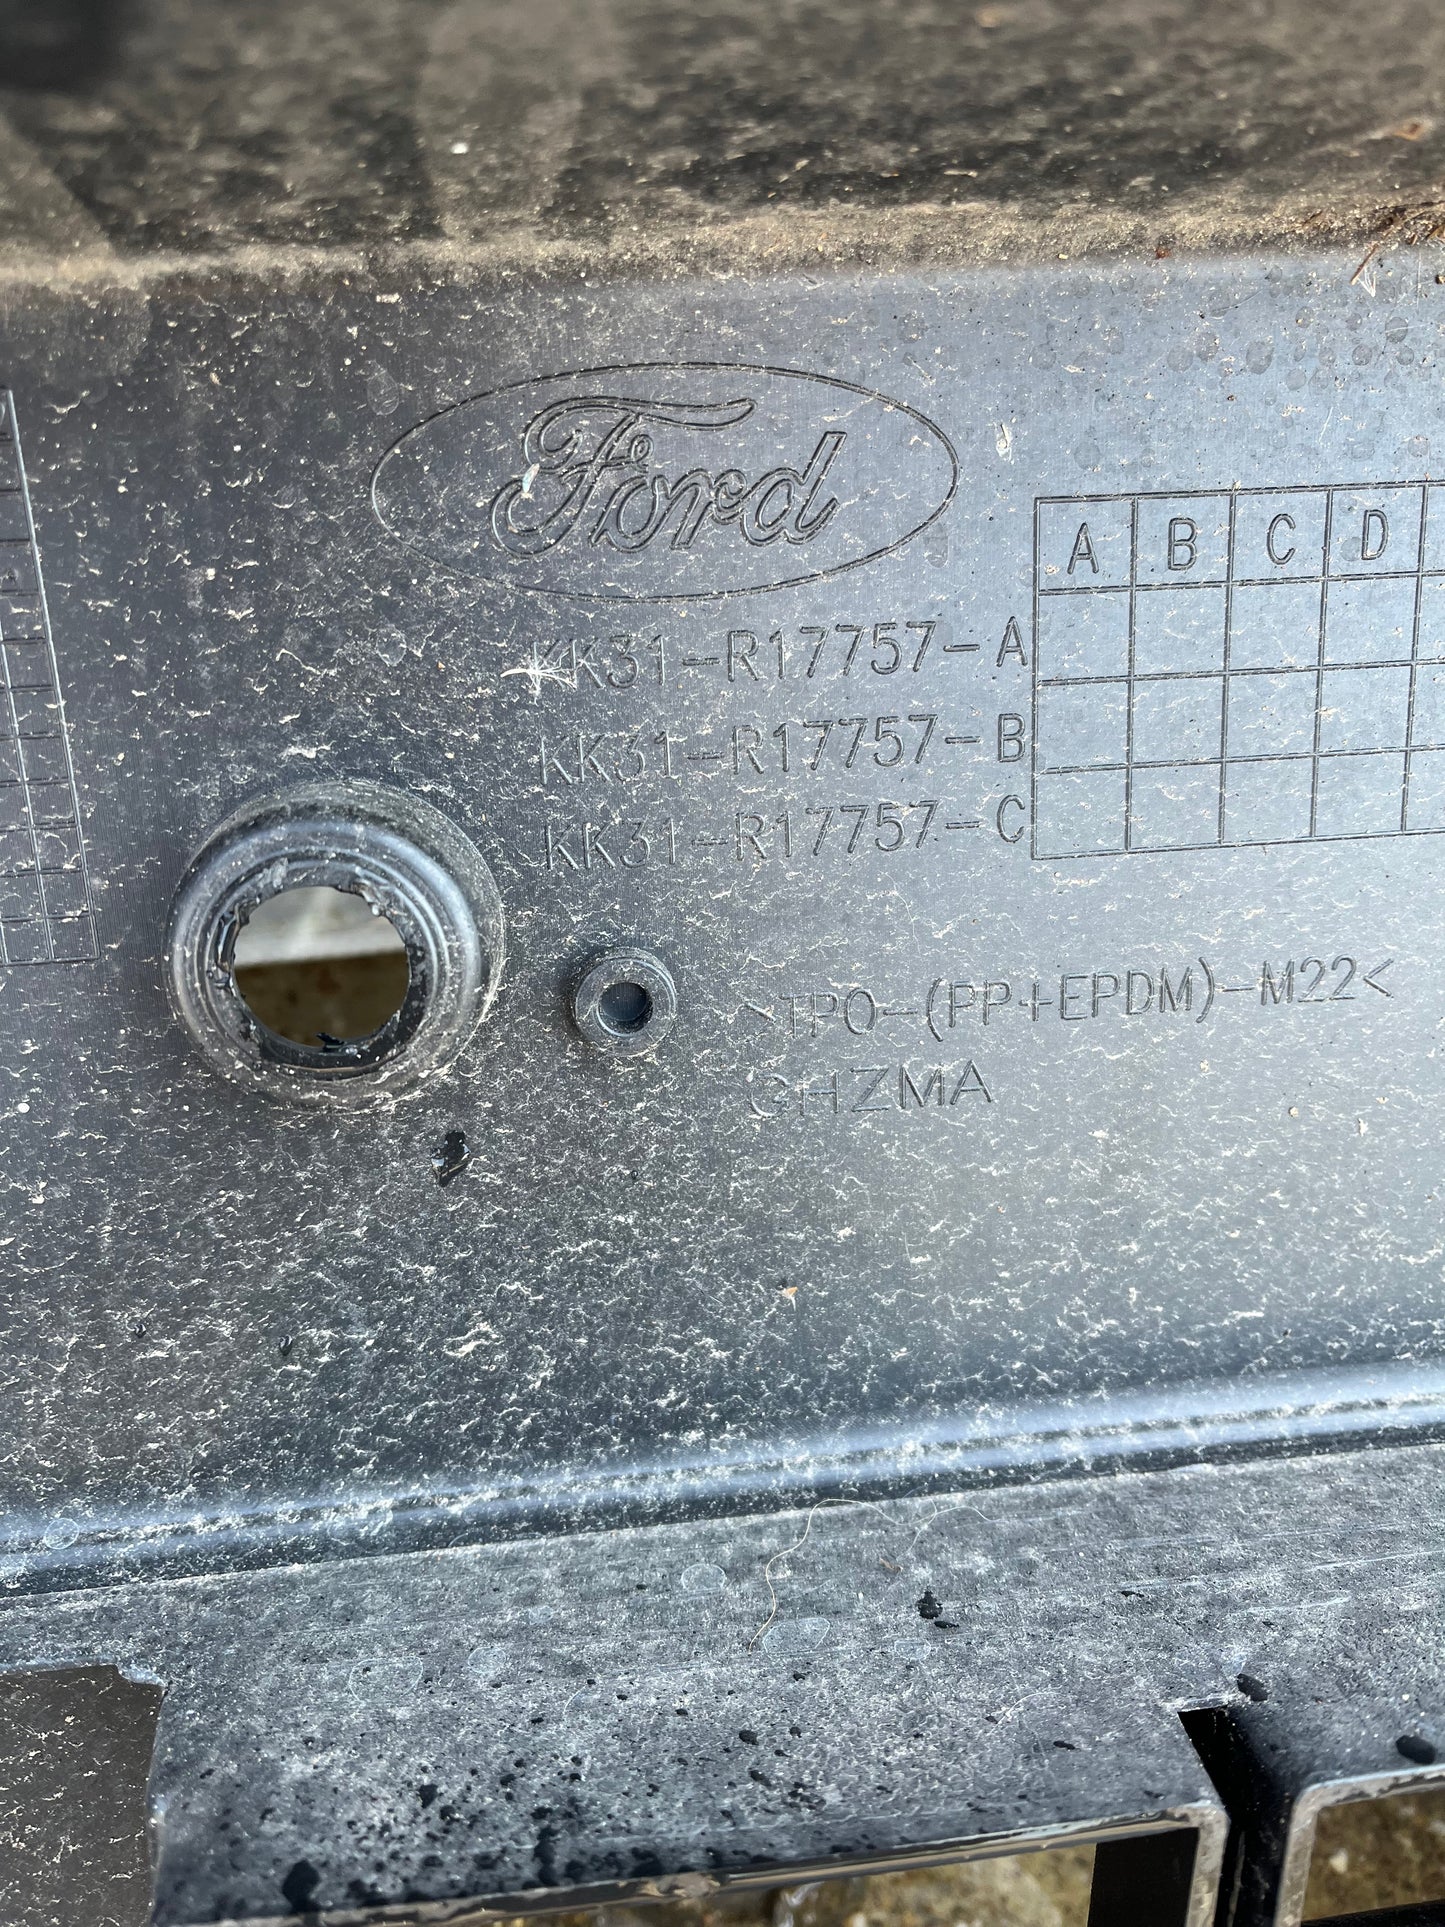 Ford
A B C D
KK31-R17757-A
KK31-R17757-B
KK31-R17757-C
>TPO-(PP+EPDM)-M22<
GHZMA